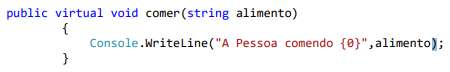 public virtual void comer(string alimento)
{
Console.WriteLine("A Pessoa comendo {0}",alimento);
}